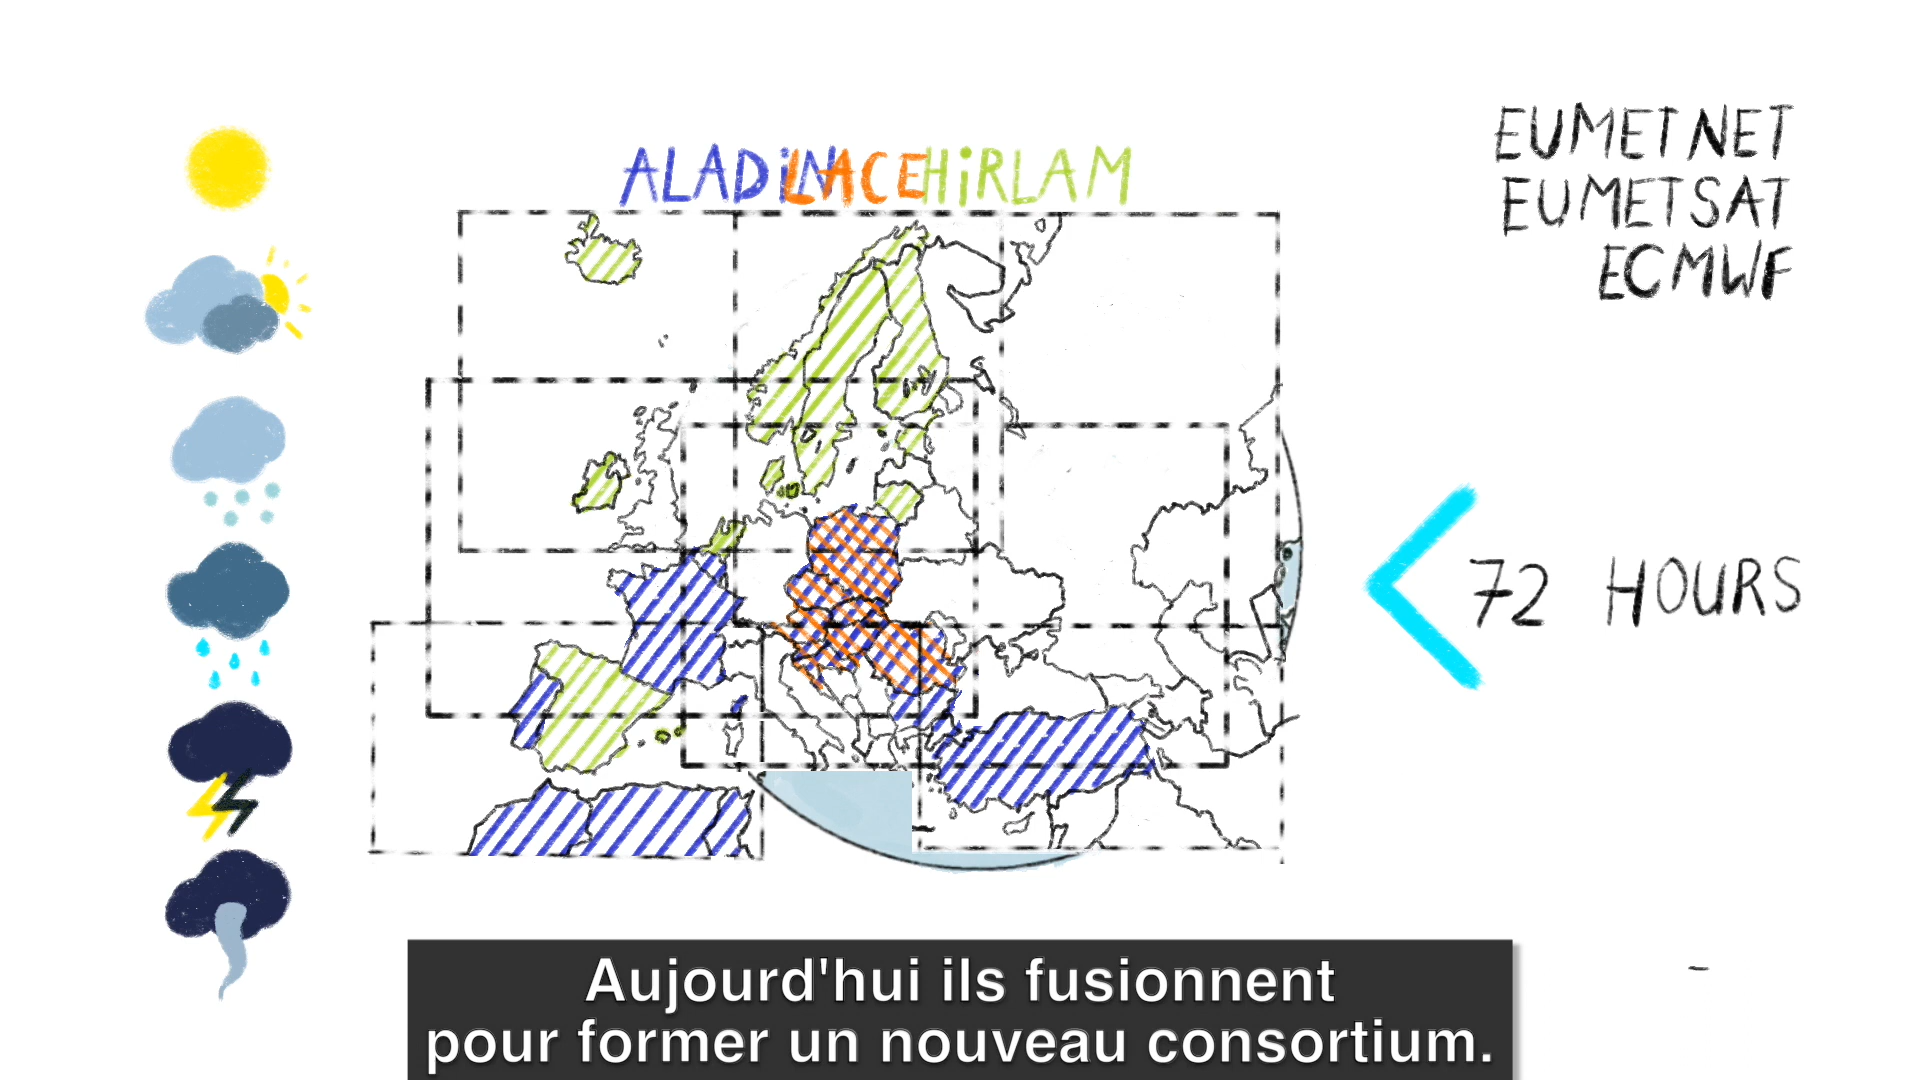 EUMETNET
EUMETSAT
ECMWF
ALADiN LACE HiRLAM
72 HOURS
Aujourd'hui ils fusionnent
pour former un nouveau consortium.